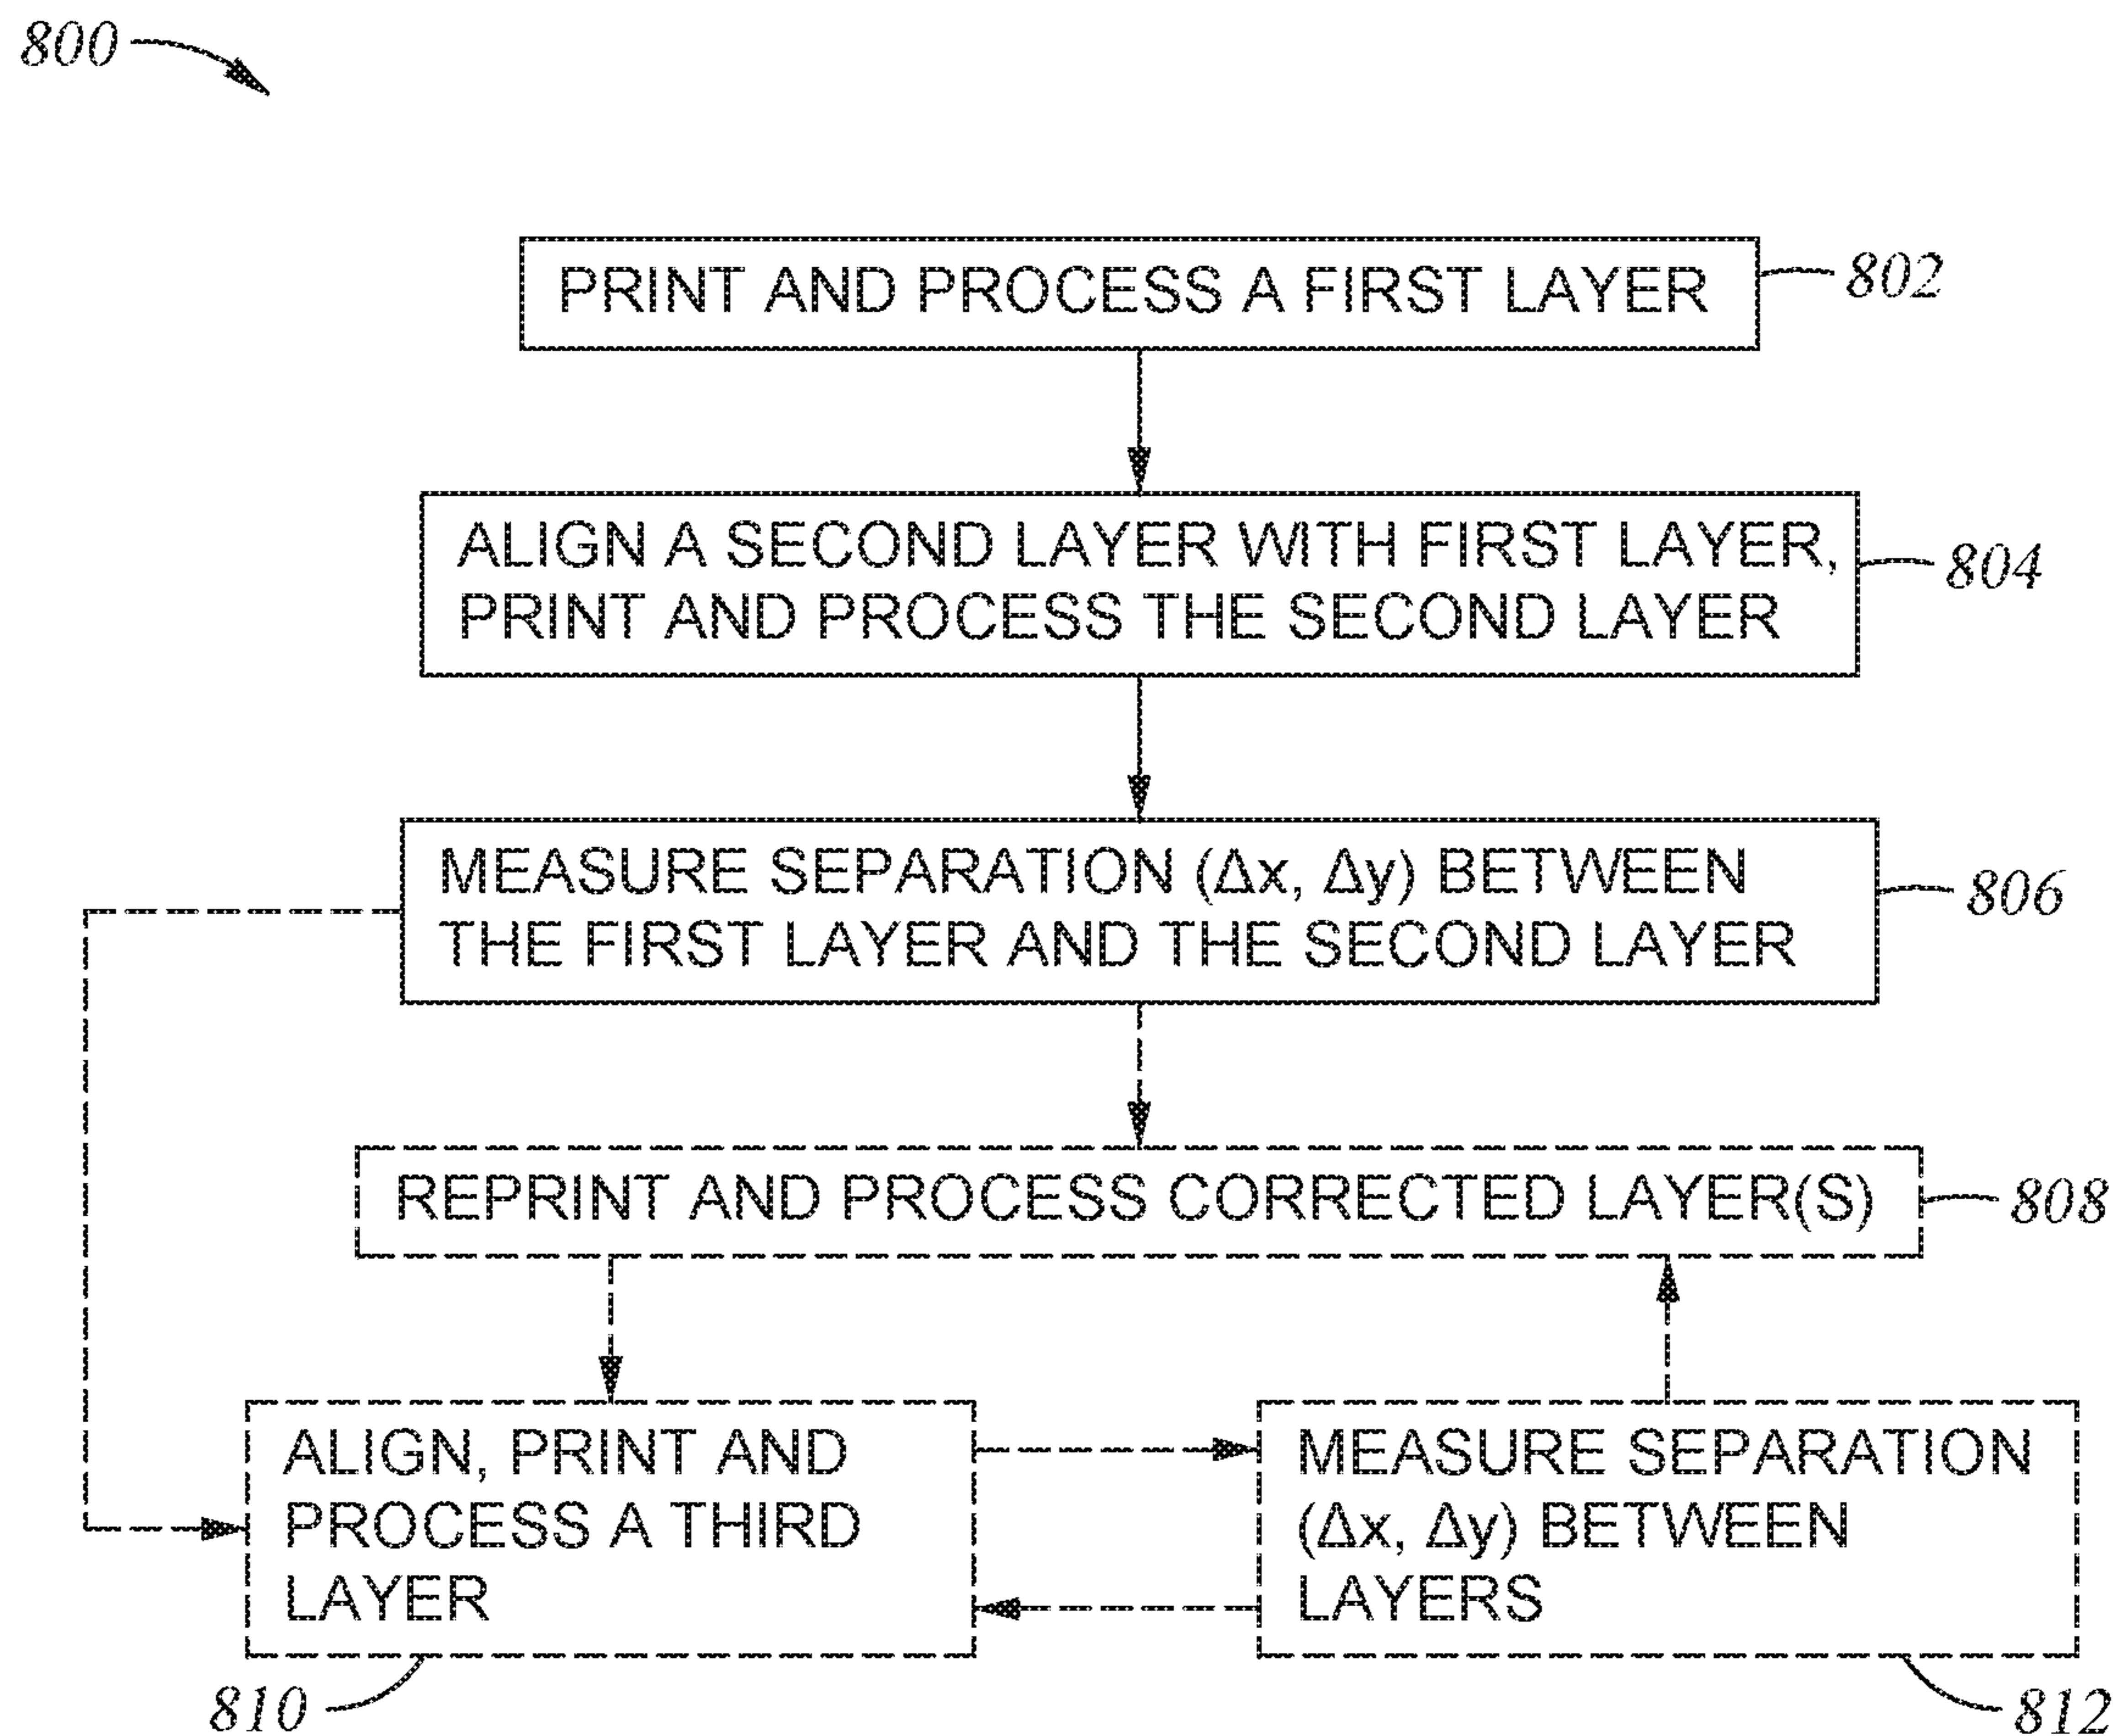 800
PRINT AND PROCESS A FIRST LAYER
802
ALIGN A SECOND LAYER WITH FIRST LAYER,
PRINT AND PROCESS THE SECOND LAYER
804
MEASURE SEPARATION (Δx, Δy) BETWEEN
THE FIRST LAYER AND THE SECOND LAYER
806
REPRINT AND PROCESS CORRECTED LAYER(S)
808
ALIGN, PRINT AND
PROCESS A THIRD
LAYER
810
MEASURE SEPARATION
(Δx, Δy) BETWEEN
LAYERS
812